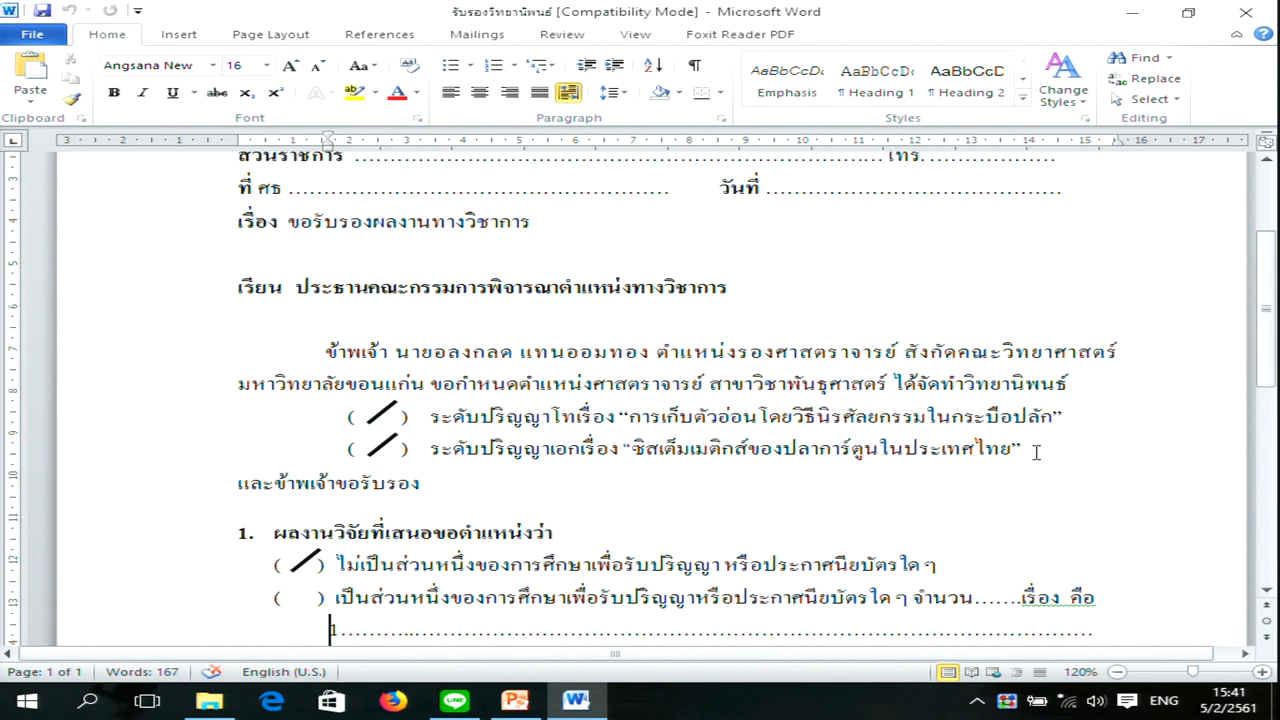 รับรองวิทยานิพนธ์ [Compatibility Mode] - Microsoft Word
File Home Insert Page Layout References Mailings Review View Foxit Reader PDF
Paste
Angsana New 16
AaBbCcDc AaBbCcDc AaBbCcDc
Emphasis Heading 1 Heading 2
Change Styles
Find
Replace
Select
Clipboard Font Paragraph Styles Editing
3 2 1 1 2 3 4 5 6 7 8 9 10 11 12 13 14 15 16 17
ส่วนราชการ ........................................................................ โทร. ..................
ที่ ศธ ...................................................... วันที่ ..........................................
เรื่อง ขอรับรองผลงานทางวิชาการ
เรียน ประธานคณะกรรมการพิจารณาตำแหน่งทางวิชาการ
ข้าพเจ้า นายอลงกลด แทนออมทอง ตำแหน่งรองศาสตราจารย์ สังกัดคณะวิทยาศาสตร์
มหาวิทยาลัยขอนแก่น ขอกำหนดตำแหน่งศาสตราจารย์ สาขาวิชาพันธุศาสตร์ ได้จัดทำวิทยานิพนธ์
( / ) ระดับปริญญาโทเรื่อง “การเก็บตัวอ่อนโดยวิธีนิรศัลยกรรมในกระบือปลัก”
( / ) ระดับปริญญาเอกเรื่อง “ซิสเต็มเมติกส์ของปลาการ์ตูนในประเทศไทย”
และข้าพเจ้าขอรับรอง
1. ผลงานวิจัยที่เสนอขอตำแหน่งว่า
( / ) ไม่เป็นส่วนหนึ่งของการศึกษาเพื่อรับปริญญา หรือประกาศนียบัตรใด ๆ
( ) เป็นส่วนหนึ่งของการศึกษาเพื่อรับปริญญาหรือประกาศนียบัตรใด ๆ จำนวน.......เรื่อง คือ
1...........................................................................................................
Page: 1 of 1 Words: 167 English (U.S.) 120%
ENG 15:41
5/2/2561